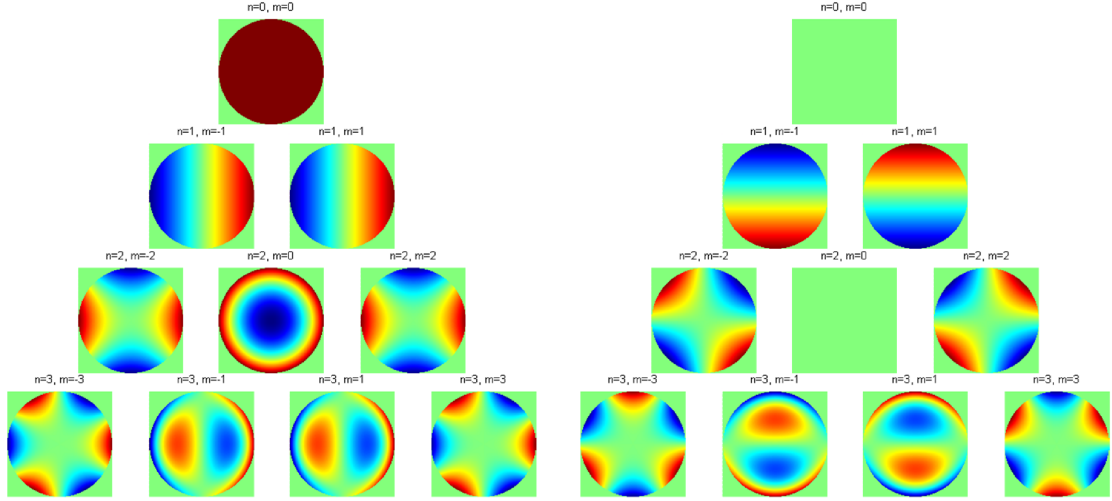 n=0, m=0
n=0, m=0
n=1, m=-1
n=1, m=1
n=1, m=-1
n=1, m=1
n=2, m=-2
n=2, m=0
n=2, m=2
n=2, m=-2
n=2, m=0
n=2, m=2
n=3, m=-3
n=3, m=-1
n=3, m=1
n=3, m=3
n=3, m=-3
n=3, m=-1
n=3, m=1
n=3, m=3